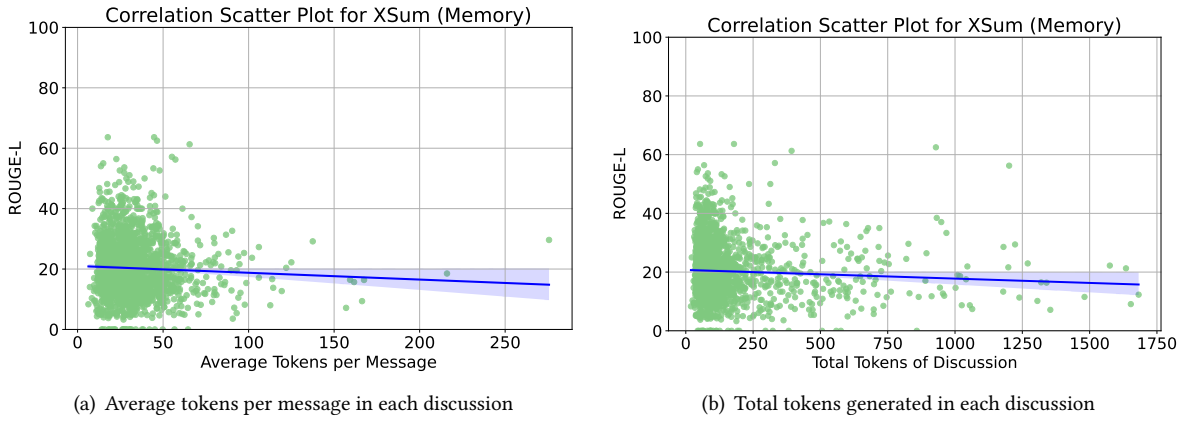 Correlation Scatter Plot for XSum (Memory)
100
80
60
40
20
0
ROUGE-L
0 50 100 150 200 250
Average Tokens per Message
(a) Average tokens per message in each discussion
Correlation Scatter Plot for XSum (Memory)
100
80
60
40
20
0
ROUGE-L
0 250 500 750 1000 1250 1500 1750
Total Tokens of Discussion
(b) Total tokens generated in each discussion